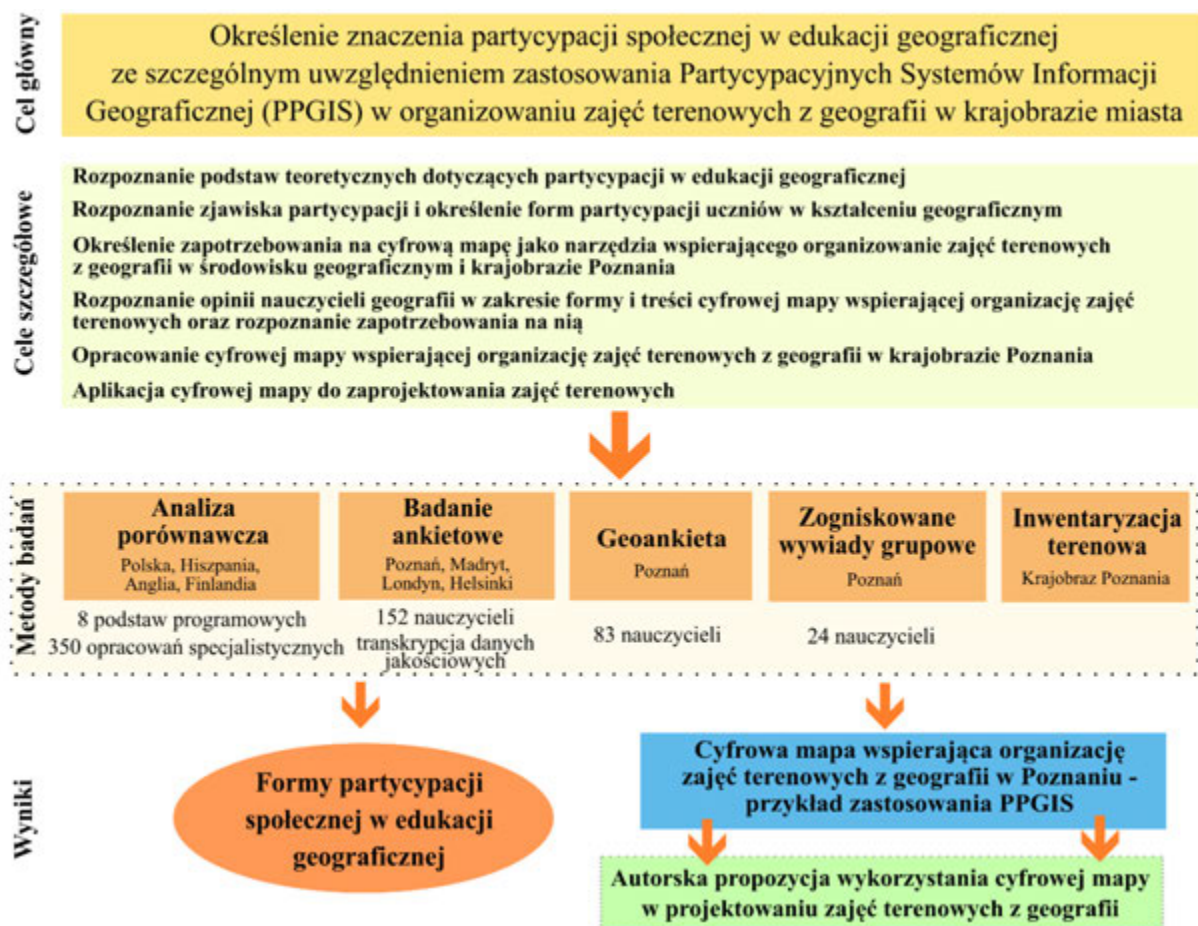 Cel główny
Określenie znaczenia partycypacji społecznej w edukacji geograficznej
ze szczególnym uwzględnieniem zastosowania Partycypacyjnych Systemów Informacji
Geograficznej (PPGIS) w organizowaniu zajęć terenowych z geografii w krajobrazie miasta
Cele szczegółowe
Rozpoznanie podstaw teoretycznych dotyczących partycypacji w edukacji geograficznej
Rozpoznanie zjawiska partycypacji i określenie form partycypacji uczniów w kształceniu geograficznym
Określenie zapotrzebowania na cyfrową mapę jako narzędzia wspierającego organizowanie zajęć terenowych
z geografii w środowisku geograficznym i krajobrazie Poznania
Rozpoznanie opinii nauczycieli geografii w zakresie formy i treści cyfrowej mapy wspierającej organizację zajęć
terenowych oraz rozpoznanie zapotrzebowania na nią
Opracowanie cyfrowej mapy wspierającej organizację zajęć terenowych z geografii w krajobrazie Poznania
Aplikacja cyfrowej mapy do zaprojektowania zajęć terenowych
Metody badań
Analiza
porównawcza
Polska, Hiszpania,
Anglia, Finlandia
8 podstaw programowych
350 opracowań specjalistycznych
Badanie
ankietowe
Poznań, Madryt,
Londyn, Helsinki
152 nauczycieli
transkrypcja danych
jakościowych
Geoankieta
Poznań
83 nauczycieli
Zogniskowane
wywiady grupowe
Poznań
24 nauczycieli
Inwentaryzacja
terenowa
Krajobraz Poznania
Wyniki
Formy partycypacji
społecznej w edukacji
geograficznej
Cyfrowa mapa wspierająca organizację
zajęć terenowych z geografii w Poznaniu -
przykład zastosowania PPGIS
Autorska propozycja wykorzystania cyfrowej mapy
w projektowaniu zajęć terenowych z geografii